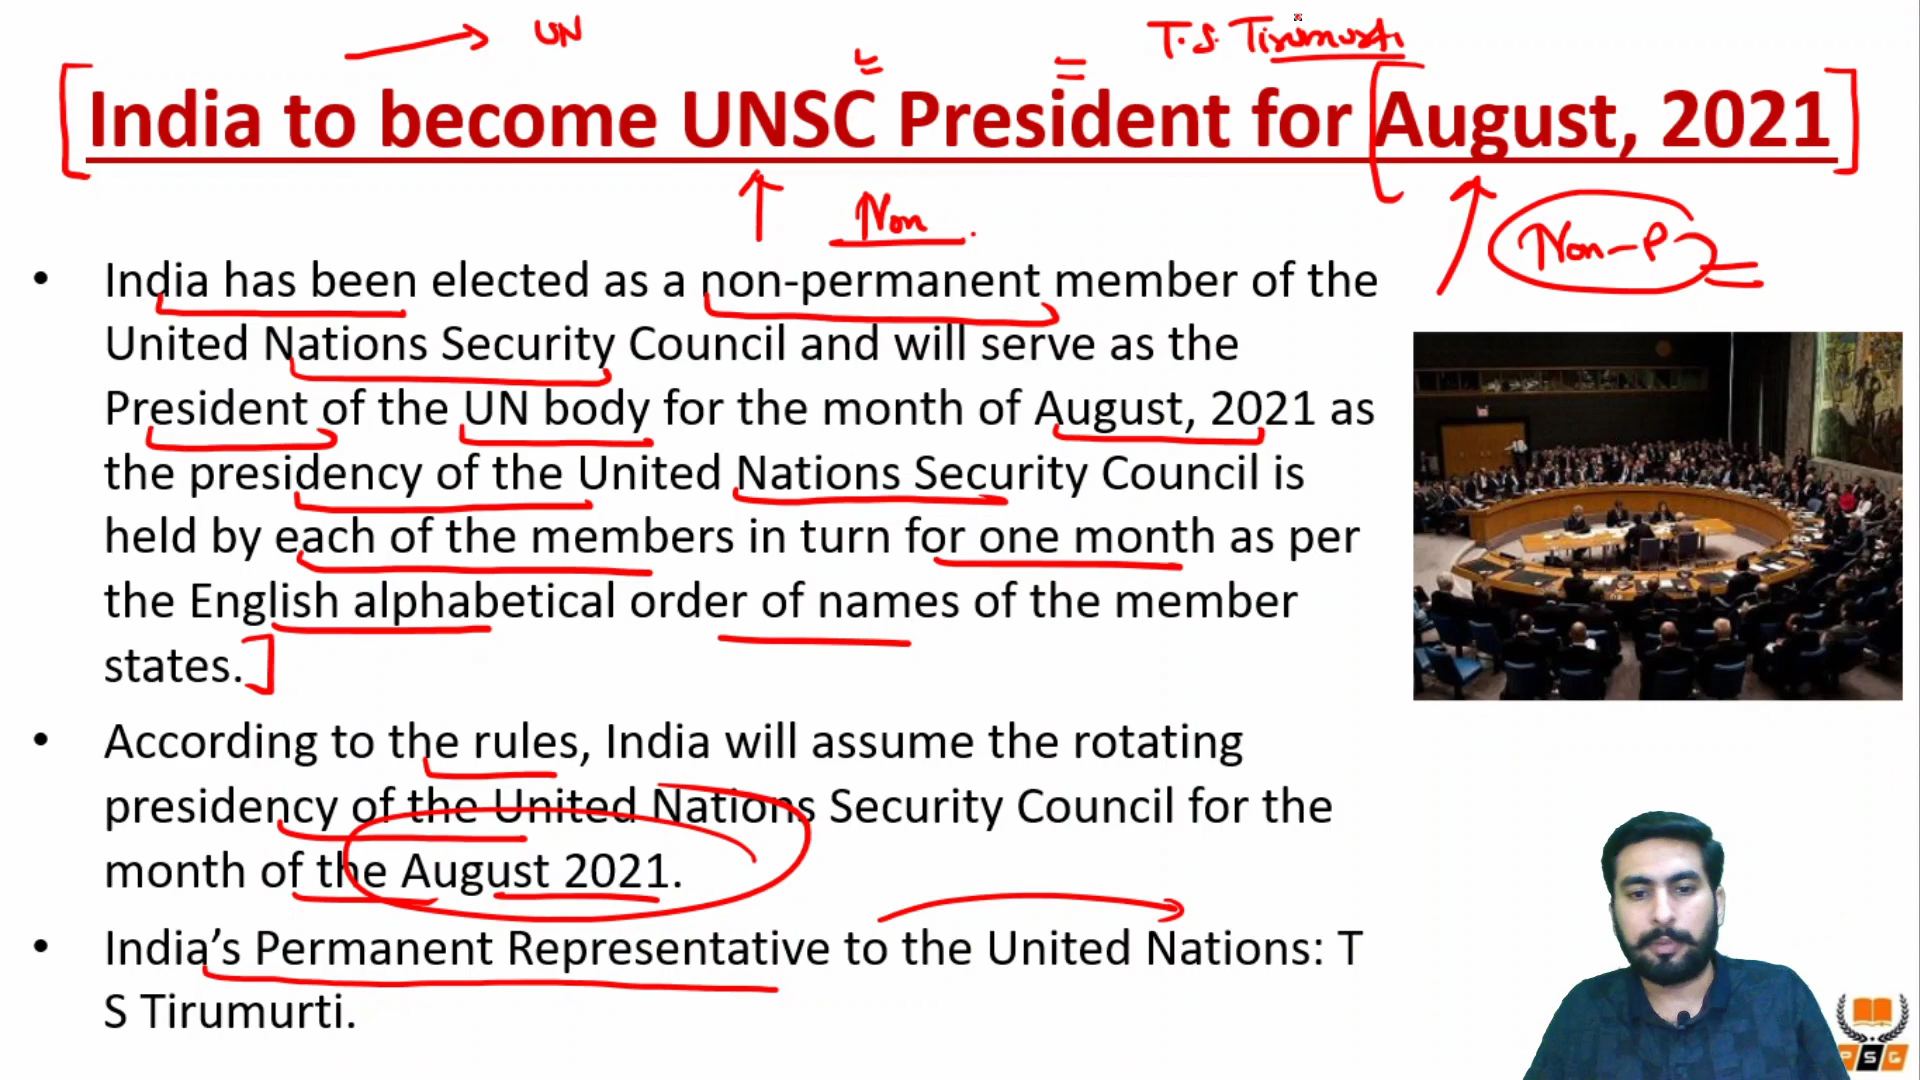 UN
T.S. Tirumurti
India to become UNSC President for August, 2021
Non
Non-P
• India has been elected as a non-permanent member of the
United Nations Security Council and will serve as the
President of the UN body for the month of August, 2021 as
the presidency of the United Nations Security Council is
held by each of the members in turn for one month as per
the English alphabetical order of names of the member
states.
• According to the rules, India will assume the rotating
presidency of the United Nations Security Council for the
month of the August 2021.
• India’s Permanent Representative to the United Nations: T
S Tirumurti.
PSG